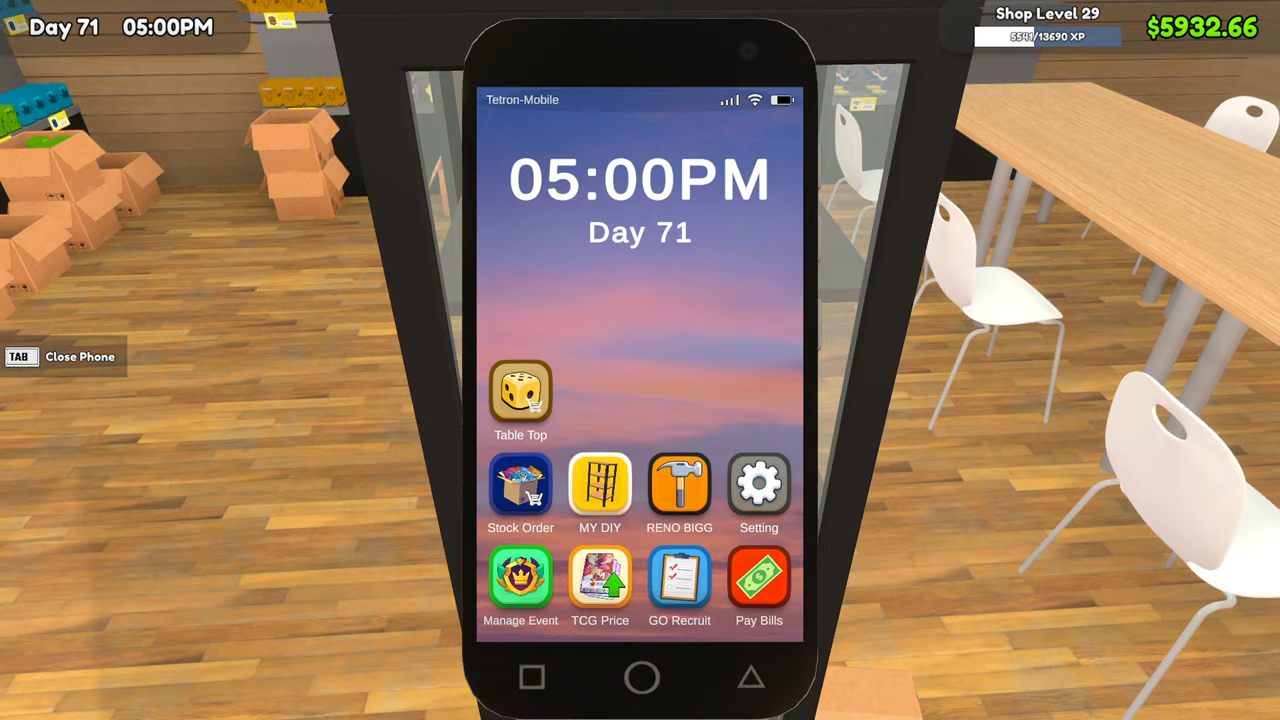 Day 71 05:00PM
Shop Level 29
5541/13690 XP
$5932.66
Tetron-Mobile
05:00PM
Day 71
TAB Close Phone
Table Top
Stock Order MY DIY RENO BIGG Setting
Manage Event TCG Price GO Recruit Pay Bills